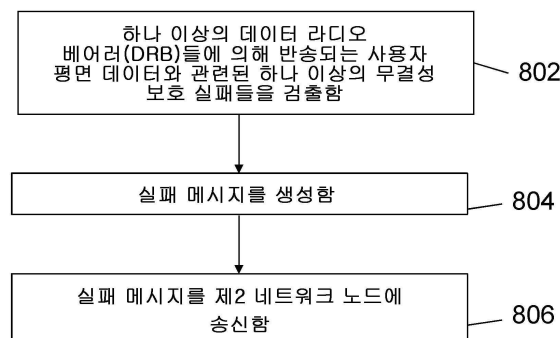 하나 이상의 데이터 라디오
베어러(DRB)들에 의해 반송되는 사용자
평면 데이터와 관련된 하나 이상의 무결성
보호 실패들을 검출함
802
실패 메시지를 생성함
804
실패 메시지를 제2 네트워크 노드에
송신함
806